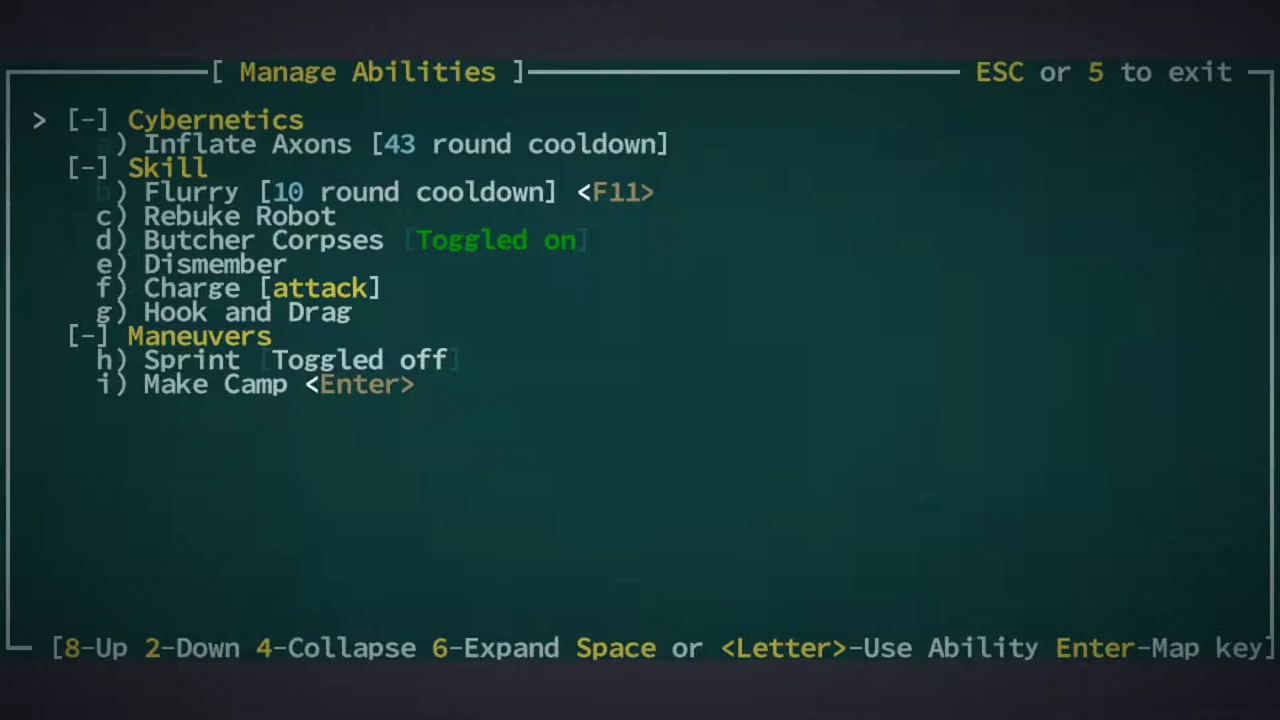 [ Manage Abilities ] ESC or 5 to exit
> [-] Cybernetics
a) Inflate Axons [43 round cooldown]
[-] Skill
b) Flurry [10 round cooldown] <F11>
c) Rebuke Robot
d) Butcher Corpses [Toggled on]
e) Dismember
f) Charge [attack]
g) Hook and Drag
[-] Maneuvers
h) Sprint [Toggled off]
i) Make Camp <Enter>
[8-Up 2-Down 4-Collapse 6-Expand Space or <Letter>-Use Ability Enter-Map key]